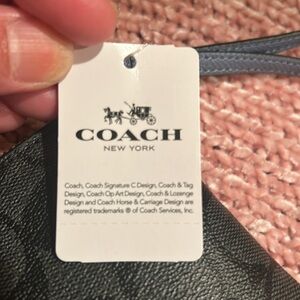 COACH
NEW YORK
Coach, Coach Signature C Design, Coach & Tag
Design, Coach Op Art Design, Coach & Lozenge
Design and Coach Horse & Carriage Design are
registered trademarks ® of Coach Services, Inc.